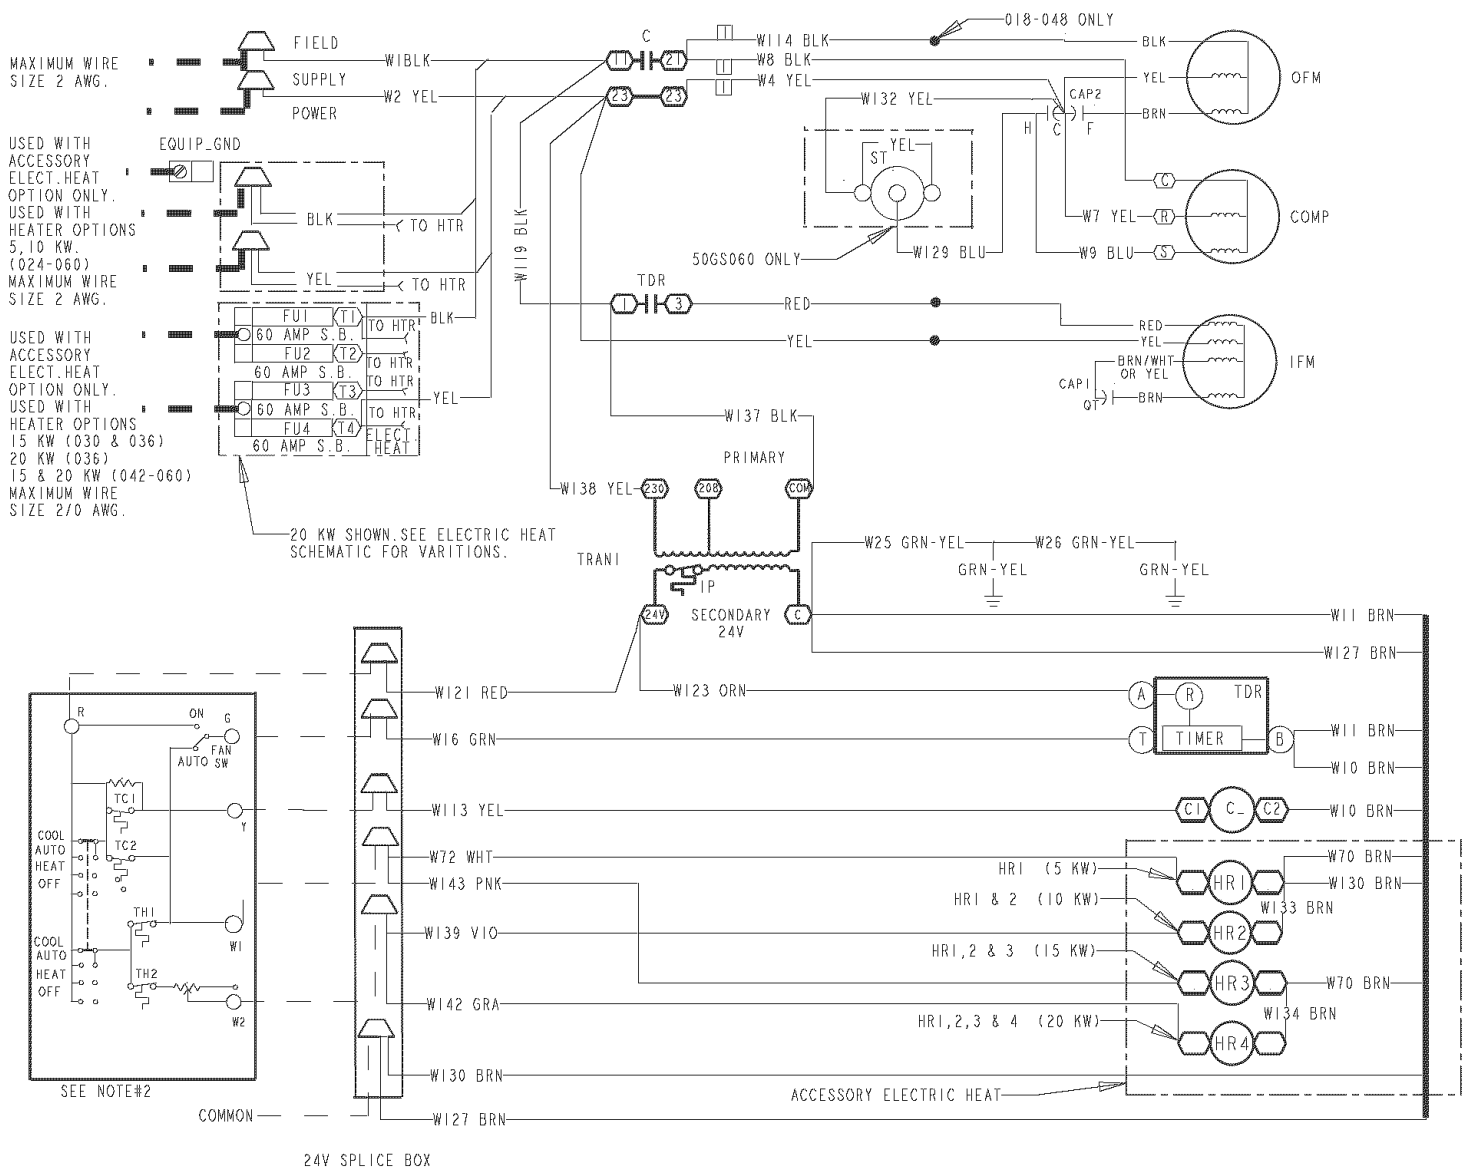 FIELD
SUPPLY
POWER
MAXIMUM WIRE
SIZE 2 AWG.
W1BLK
W2 YEL
C
11
21
23
23
W114 BLK
W8 BLK
W4 YEL
018-048 ONLY
BLK
YEL
BRN
OFM
CAP2
H
C
F
W132 YEL
YEL
ST
50GS060 ONLY
W129 BLU
C
W7 YEL
R
W9 BLU
S
COMP
USED WITH
ACCESSORY
ELECT.HEAT
OPTION ONLY.
USED WITH
HEATER OPTIONS
5,10 KW.
(024-060)
MAXIMUM WIRE
SIZE 2 AWG.
EQUIP_GND
BLK
TO HTR
YEL
TO HTR
W119 BLK
TDR
1
3
RED
YEL
RED
YEL
BRN/WHT
OR YEL
CAP1
QT
BRN
IFM
USED WITH
ACCESSORY
ELECT.HEAT
OPTION ONLY.
USED WITH
HEATER OPTIONS
15 KW (030 & 036)
20 KW (036)
15 & 20 KW (042-060)
MAXIMUM WIRE
SIZE 2/0 AWG.
FU1
T1
BLK
TO HTR
60 AMP S.B.
FU2
T2
TO HTR
60 AMP S.B.
TO HTR
FU3
T3
YEL
60 AMP S.B.
TO HTR
FU4
T4
ELECT.
HEAT
60 AMP S.B.
20 KW SHOWN.SEE ELECTRIC HEAT
SCHEMATIC FOR VARITIONS.
W137 BLK
PRIMARY
W138 YEL
230
208
COM
TRAN1
1P
24V
SECONDARY
24V
C
W25 GRN-YEL
W26 GRN-YEL
GRN-YEL
GRN-YEL
W11 BRN
W127 BRN
W121 RED
W123 ORN
A
R
TDR
W16 GRN
T
TIMER
B
W11 BRN
W10 BRN
W113 YEL
C1
C_
C2
W10 BRN
R
ON
G
FAN
SW
AUTO
TC1
Y
COOL
AUTO
HEAT
OFF
TC2
TH1
W1
COOL
AUTO
HEAT
OFF
TH2
W2
SEE NOTE#2
W72 WHT
W143 PNK
W139 VIO
W142 GRA
W130 BRN
W127 BRN
COMMON
24V SPLICE BOX
HR1 (5 KW)
HR1
W70 BRN
W130 BRN
W133 BRN
HR1 & 2 (10 KW)
HR2
HR1,2 & 3 (15 KW)
HR3
W70 BRN
W134 BRN
HR1,2,3 & 4 (20 KW)
HR4
ACCESSORY ELECTRIC HEAT